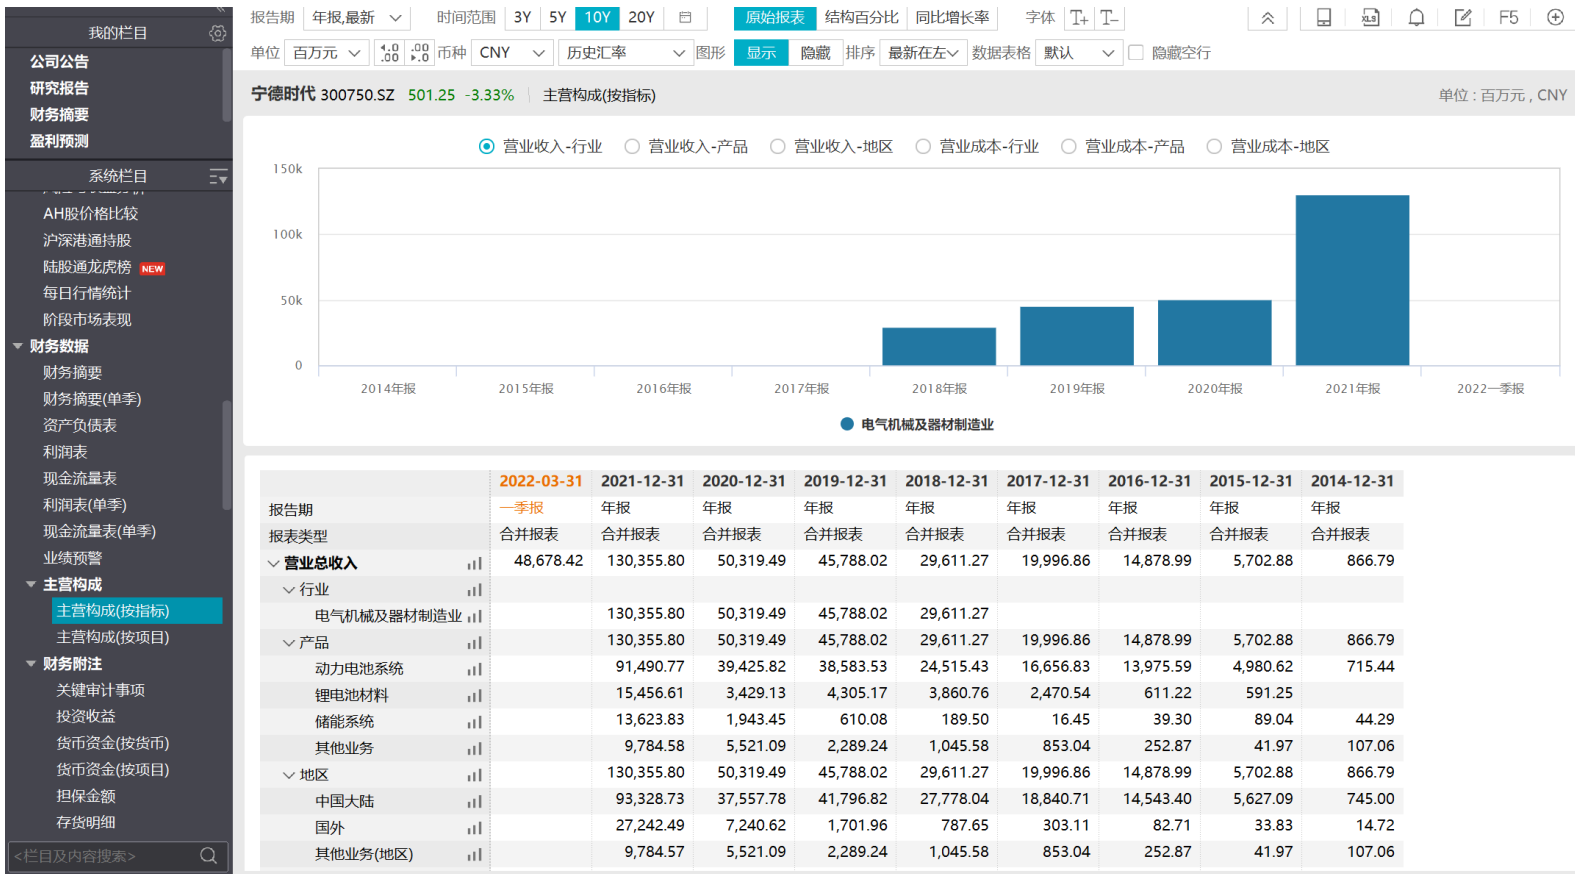 报告期 年报,最新 时间范围 3Y 5Y 10Y 20Y 原始报表 结构百分比 同比增长率 字体 T+ T- XLS F5
单位 百万元 币种 CNY 历史汇率 图形 显示 隐藏 排序 最新在左 数据表格 默认 隐藏空行
我的栏目
公司公告
研究报告
财务摘要
盈利预测
系统栏目
AH股价格比较
沪深港通持股
陆股通龙虎榜 NEW
每日行情统计
阶段市场表现
财务数据
财务摘要
财务摘要(单季)
资产负债表
利润表
现金流量表
利润表(单季)
现金流量表(单季)
业绩预警
主营构成
主营构成(按指标)
主营构成(按项目)
财务附注
关键审计事项
投资收益
货币资金(按货币)
货币资金(按项目)
担保金额
存货明细
<栏目及内容搜索>
宁德时代 300750.SZ 501.25 -3.33% 主营构成(按指标) 单位 : 百万元 , CNY
营业收入-行业 营业收入-产品 营业收入-地区 营业成本-行业 营业成本-产品 营业成本-地区
150k
100k
50k
0
2014年报 2015年报 2016年报 2017年报 2018年报 2019年报 2020年报 2021年报 2022一季报
电气机械及器材制造业
2022-03-31 2021-12-31 2020-12-31 2019-12-31 2018-12-31 2017-12-31 2016-12-31 2015-12-31 2014-12-31
报告期 一季报 年报 年报 年报 年报 年报 年报 年报 年报
报表类型 合并报表 合并报表 合并报表 合并报表 合并报表 合并报表 合并报表 合并报表 合并报表
营业总收入 48,678.42 130,355.80 50,319.49 45,788.02 29,611.27 19,996.86 14,878.99 5,702.88 866.79
行业
电气机械及器材制造业 130,355.80 50,319.49 45,788.02 29,611.27
产品 130,355.80 50,319.49 45,788.02 29,611.27 19,996.86 14,878.99 5,702.88 866.79
动力电池系统 91,490.77 39,425.82 38,583.53 24,515.43 16,656.83 13,975.59 4,980.62 715.44
锂电池材料 15,456.61 3,429.13 4,305.17 3,860.76 2,470.54 611.22 591.25
储能系统 13,623.83 1,943.45 610.08 189.50 16.45 39.30 89.04 44.29
其他业务 9,784.58 5,521.09 2,289.24 1,045.58 853.04 252.87 41.97 107.06
地区 130,355.80 50,319.49 45,788.02 29,611.27 19,996.86 14,878.99 5,702.88 866.79
中国大陆 93,328.73 37,557.78 41,796.82 27,778.04 18,840.71 14,543.40 5,627.09 745.00
国外 27,242.49 7,240.62 1,701.96 787.65 303.11 82.71 33.83 14.72
其他业务(地区) 9,784.57 5,521.09 2,289.24 1,045.58 853.04 252.87 41.97 107.06